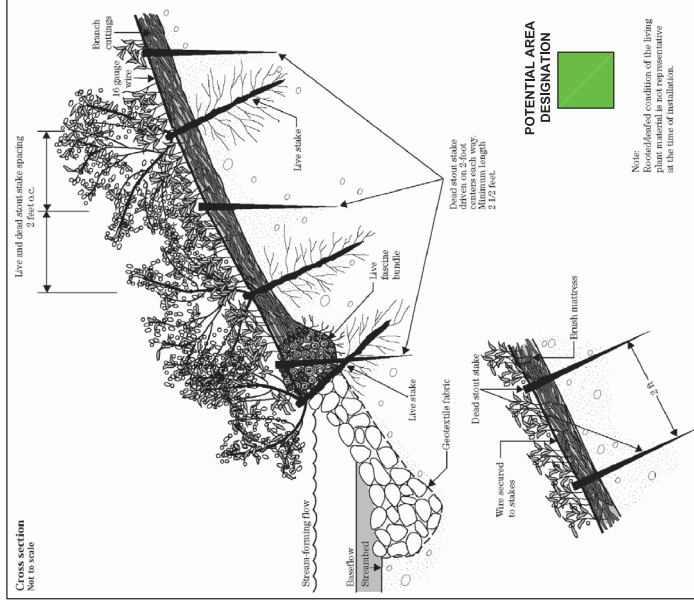 Cross section
Not to scale
Live and dead stout stake spacing
2 feet o.c.
Branch
cuttings
16 gauge
wire
Live stake
Dead stout stake
driven on 2-foot
centers each way.
Minimum length
2 1/2 feet.
Live
fascine
bundle
Live stake
Geotextile fabric
Stream-forming flow
Baseflow
Streambed
Wire secured
to stakes
Dead stout stake
Brush mattress
2 ft
POTENTIAL AREA
DESIGNATION
Note:
Rooted/leafed condition of the living
plant material is not representative
at the time of installation.